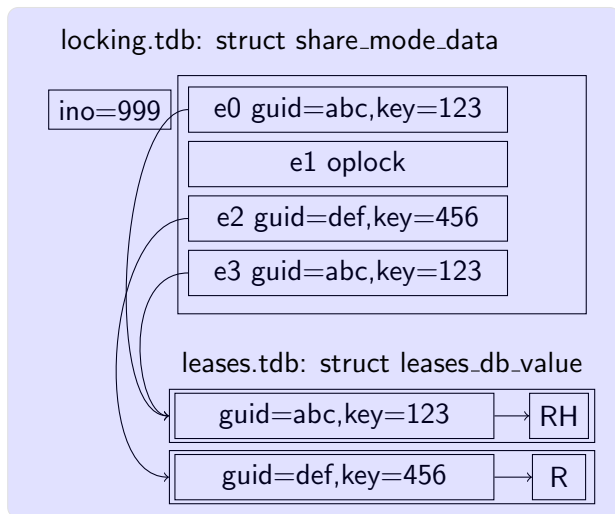 locking.tdb: struct share_mode_data
ino=999
e0 guid=abc,key=123
e1 oplock
e2 guid=def,key=456
e3 guid=abc,key=123
leases.tdb: struct leases_db_value
guid=abc,key=123 RH
guid=def,key=456 R